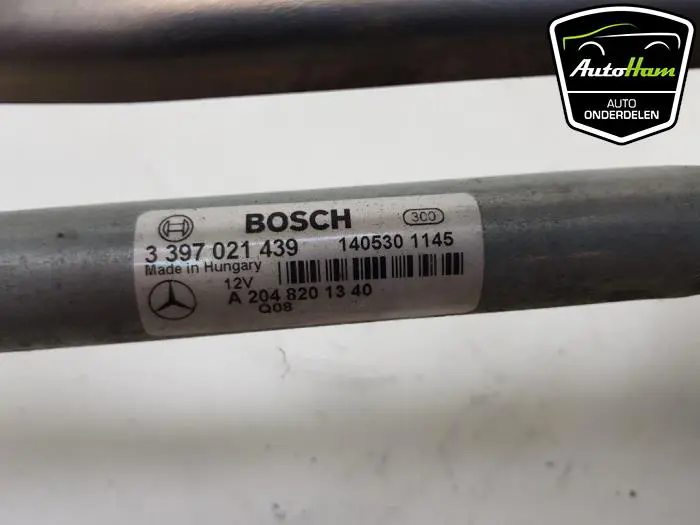 AutoHam
AUTO
ONDERDELEN
BOSCH
300
3 397 021 439
140530 1145
Made in Hungary
12V
A 204 820 13 40
Q08